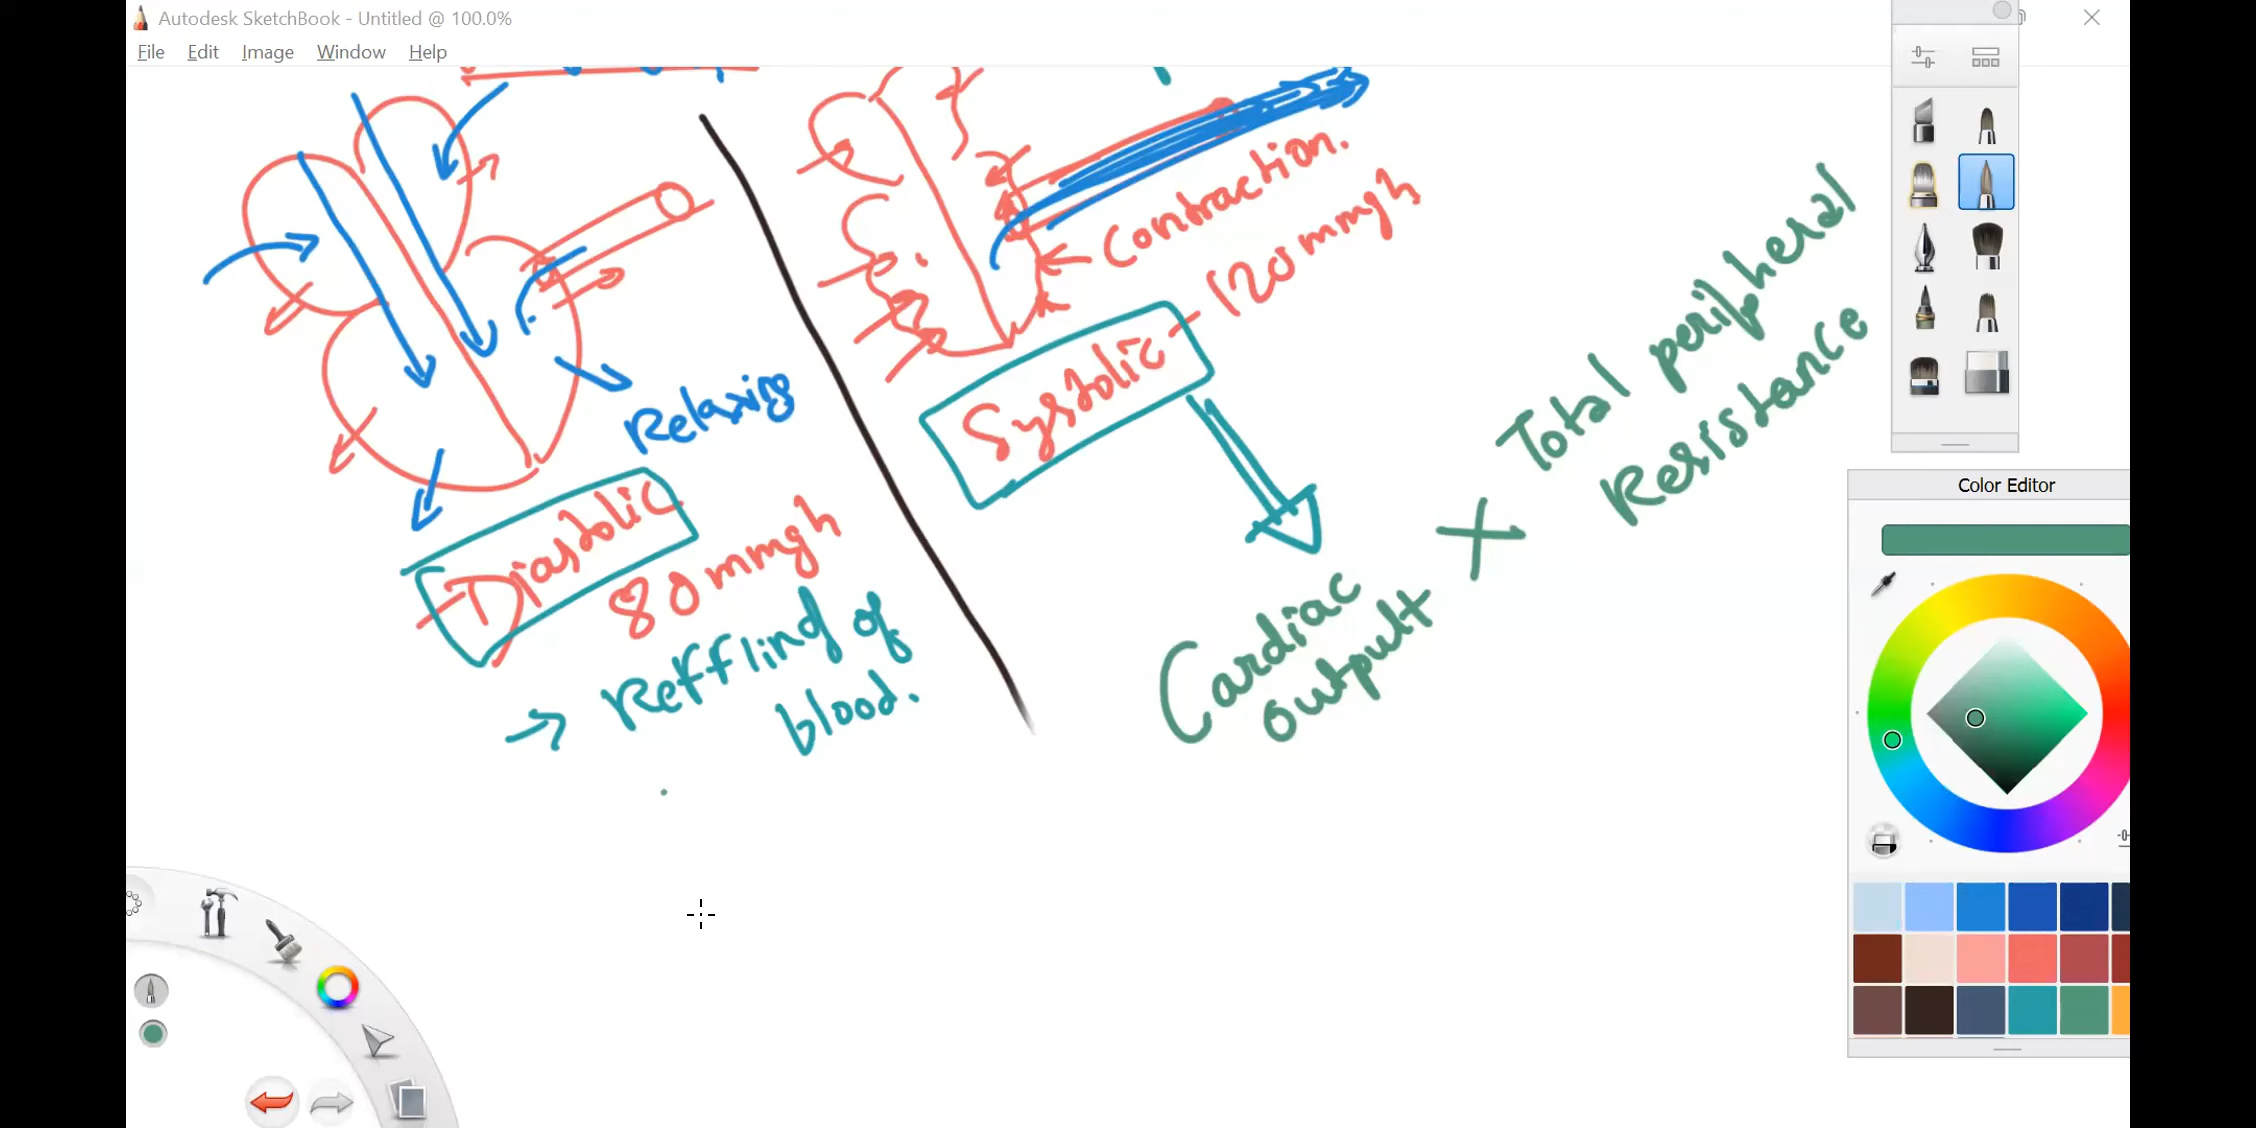 Autodesk SketchBook - Untitled @ 100.0%
File Edit Image Window Help
Relaxing
Diastolic
80 mmgh
→ Reffling of
blood.
Contraction.
Systolic - 120 mmgh
Cardiac
output
×
Total peripheral
Resistance
Color Editor